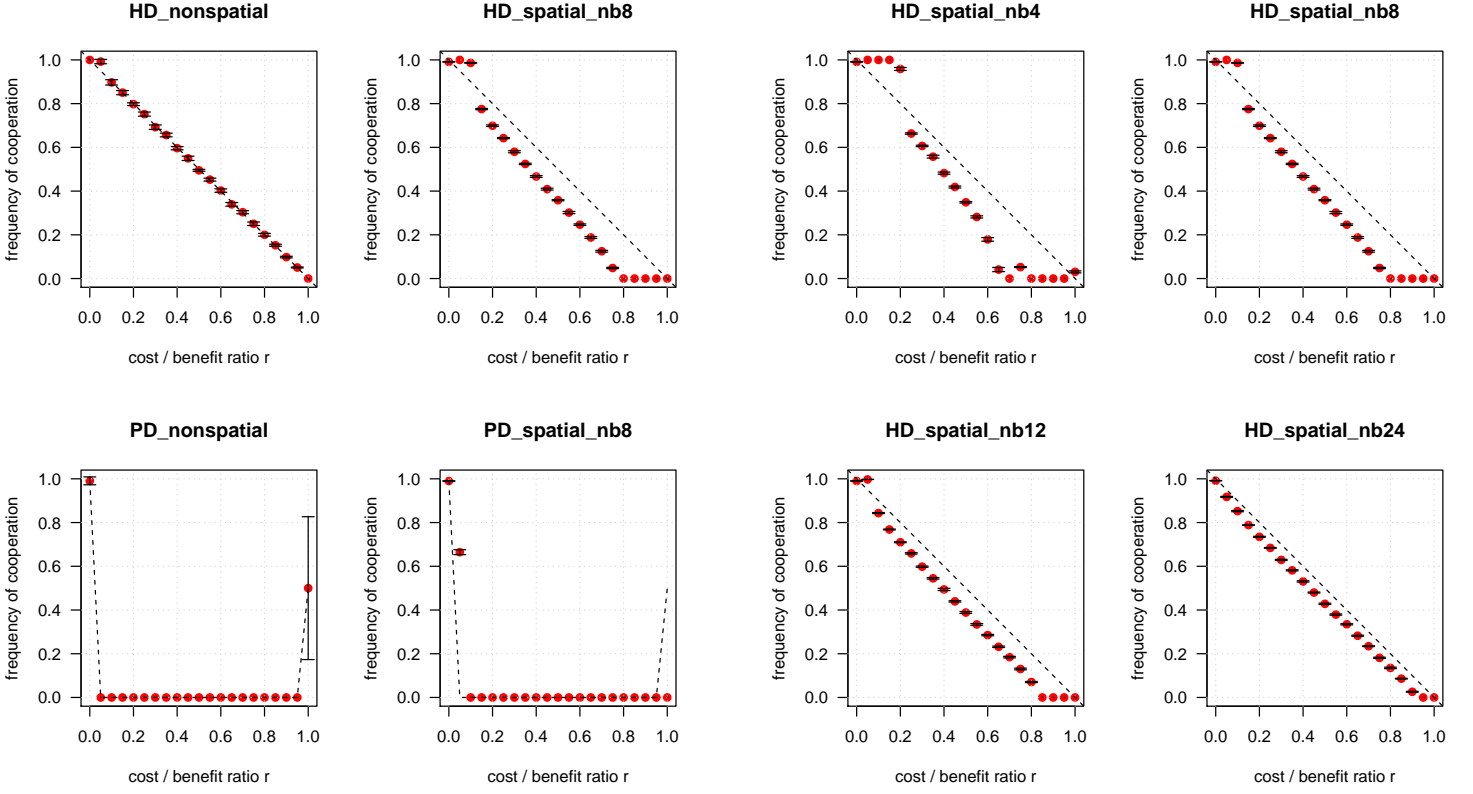 HD_nonspatial
frequency of cooperation
1.0
0.8
0.6
0.4
0.2
0.0
0.0 0.2 0.4 0.6 0.8 1.0
cost / benefit ratio r
HD_spatial_nb8
frequency of cooperation
1.0
0.8
0.6
0.4
0.2
0.0
0.0 0.2 0.4 0.6 0.8 1.0
cost / benefit ratio r
HD_spatial_nb4
frequency of cooperation
1.0
0.8
0.6
0.4
0.2
0.0
0.0 0.2 0.4 0.6 0.8 1.0
cost / benefit ratio r
HD_spatial_nb8
frequency of cooperation
1.0
0.8
0.6
0.4
0.2
0.0
0.0 0.2 0.4 0.6 0.8 1.0
cost / benefit ratio r
PD_nonspatial
frequency of cooperation
1.0
0.8
0.6
0.4
0.2
0.0
0.0 0.2 0.4 0.6 0.8 1.0
cost / benefit ratio r
PD_spatial_nb8
frequency of cooperation
1.0
0.8
0.6
0.4
0.2
0.0
0.0 0.2 0.4 0.6 0.8 1.0
cost / benefit ratio r
HD_spatial_nb12
frequency of cooperation
1.0
0.8
0.6
0.4
0.2
0.0
0.0 0.2 0.4 0.6 0.8 1.0
cost / benefit ratio r
HD_spatial_nb24
frequency of cooperation
1.0
0.8
0.6
0.4
0.2
0.0
0.0 0.2 0.4 0.6 0.8 1.0
cost / benefit ratio r